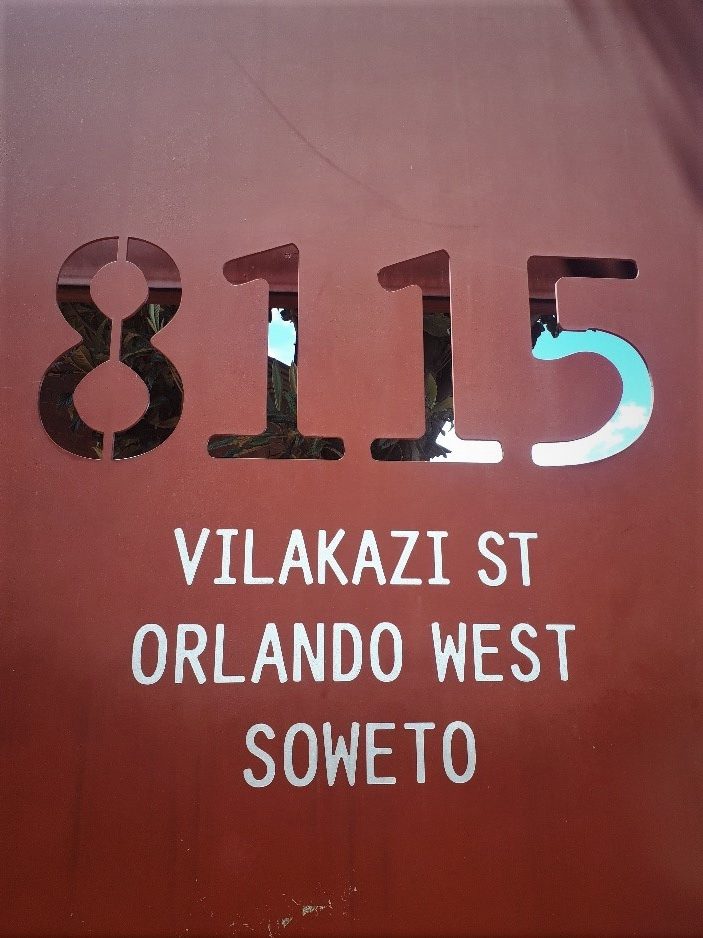 8115
VILAKAZI ST
ORLANDO WEST
SOWETO